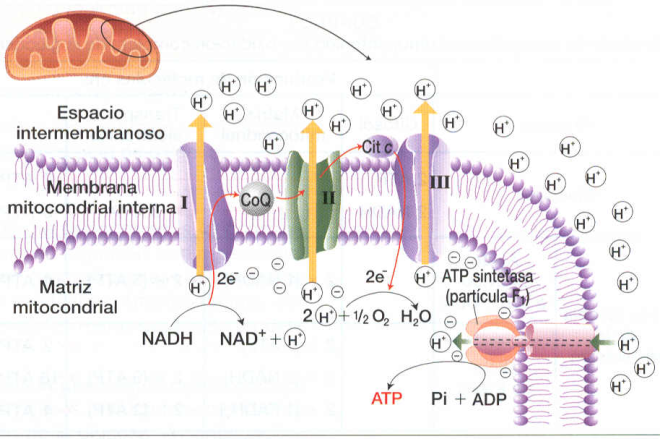 H⁺ H⁺ H⁺ H⁺ H⁺ H⁺ H⁺ H⁺ H⁺ H⁺ H⁺
Espacio
intermembranoso
H⁺ H⁺ H⁺ H⁺ H⁺ H⁺ H⁺ H⁺ H⁺ H⁺
Cit c
Membrana
mitocondrial interna
I
CoQ
II
III
Matriz
mitocondrial
H⁺
2e⁻
H⁺
2e⁻
H⁺
ATP sintetasa
(partícula F₁)
2 H⁺ + 1/2 O₂ H₂O
NADH NAD⁺ + H⁺
H⁺ H⁺
ATP Pi + ADP